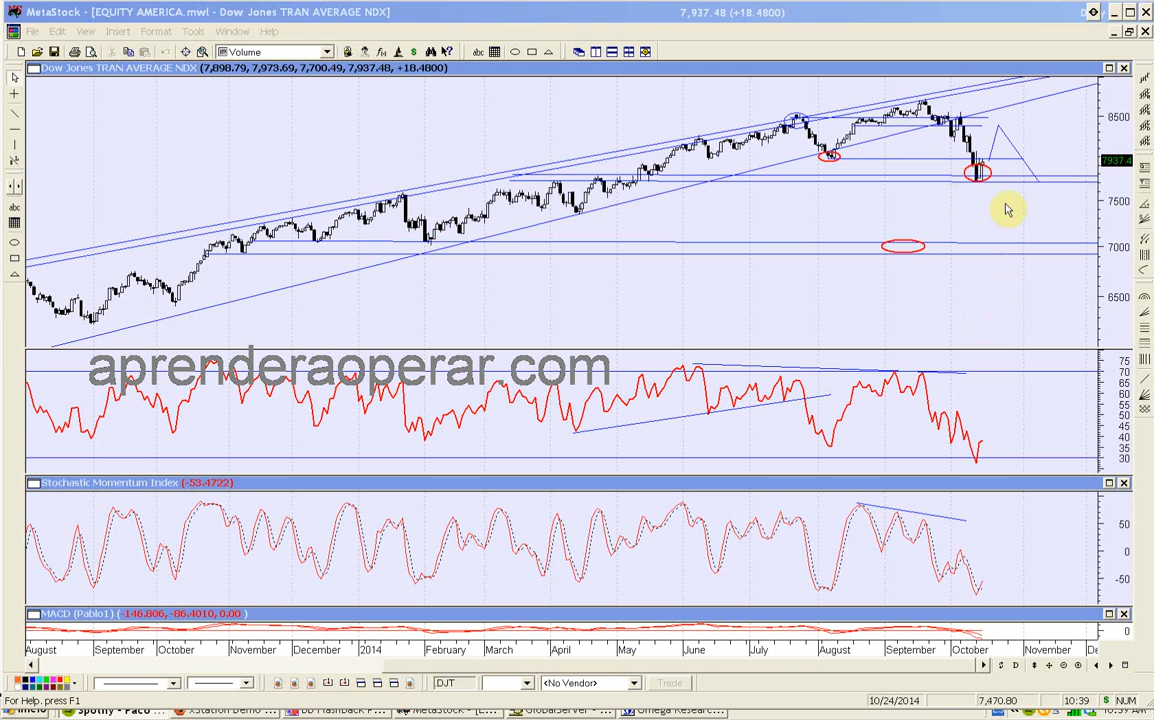 MetaStock - [EQUITY AMERICA.mwl - Dow Jones TRAN AVERAGE NDX]
7,937.48 (+18.4800)
File Edit View Insert Format Tools Window Help
Volume
abc
Dow Jones TRAN AVERAGE NDX (7,898.79, 7,973.69, 7,700.49, 7,937.48, +18.4800)
8500
7937.4
7500
7000
6500
abc
aprenderaoperar.com
75
70
65
60
55
50
45
40
35
30
Stochastic Momentum Index (-53.4722)
50
0
-50
MACD (Pablo1) (-146.806, -86.4010, 0.00 )
0
August September October November December 2014 February March April May June July August September October November De
DJT <No Vendor> Trade
For Help, press F1
10/24/2014 7,470.80 10:39 NUM